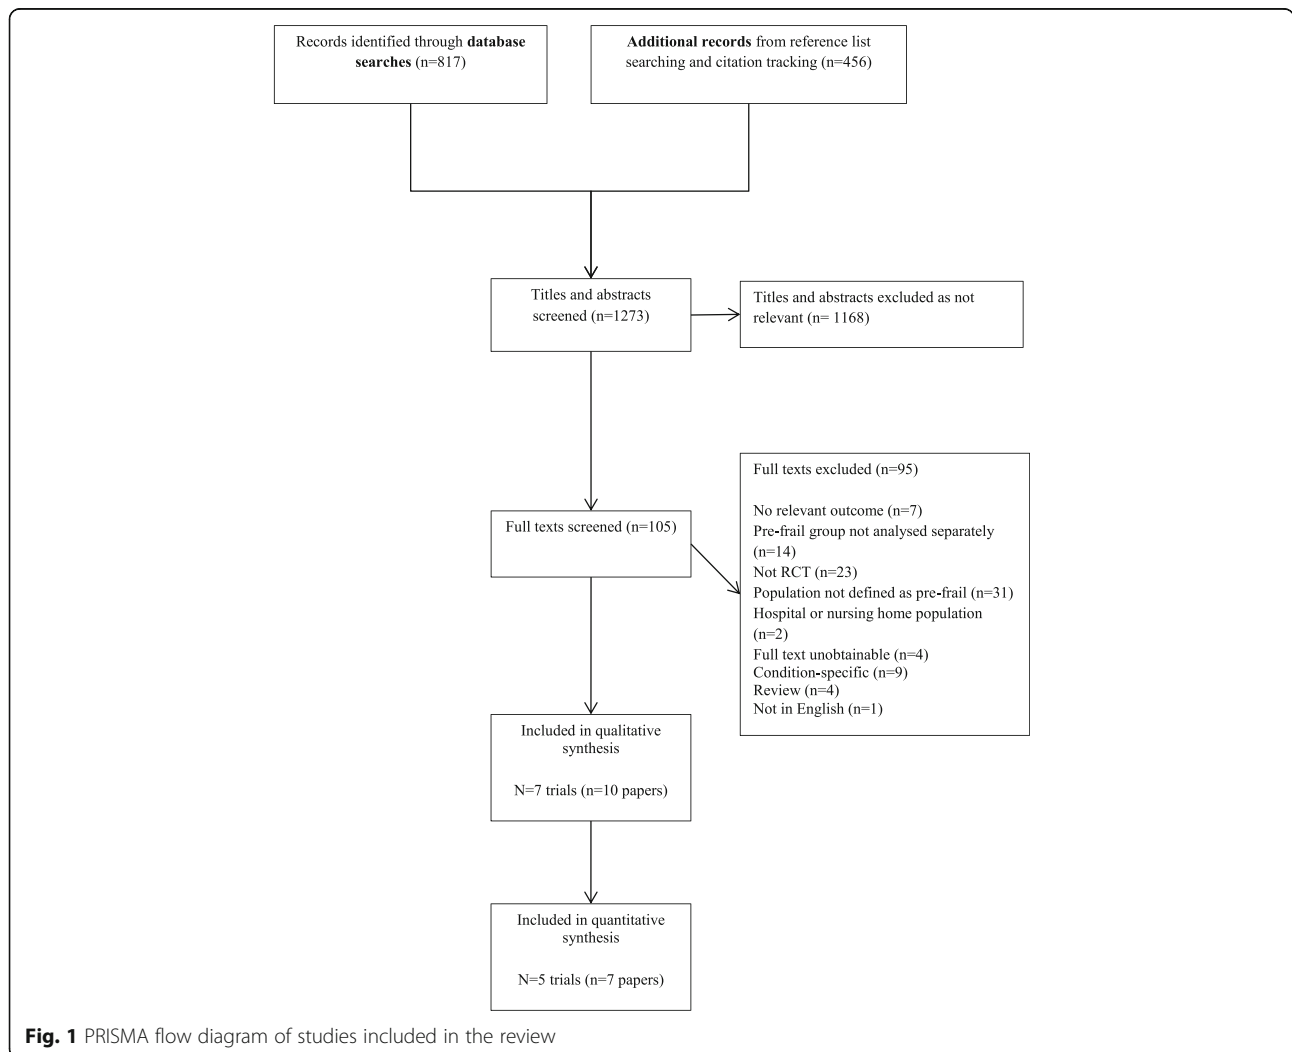 Records identified through database
searches (n=817)
Additional records from reference list
searching and citation tracking (n=456)
Titles and abstracts
screened (n=1273)
Titles and abstracts excluded as not
relevant (n= 1168)
Full texts screened (n=105)
Full texts excluded (n=95)
No relevant outcome (n=7)
Pre-frail group not analysed separately
(n=14)
Not RCT (n=23)
Population not defined as pre-frail (n=31)
Hospital or nursing home population
(n=2)
Full text unobtainable (n=4)
Condition-specific (n=9)
Review (n=4)
Not in English (n=1)
Included in qualitative
synthesis
N=7 trials (n=10 papers)
Included in quantitative
synthesis
N=5 trials (n=7 papers)
Fig. 1 PRISMA flow diagram of studies included in the review